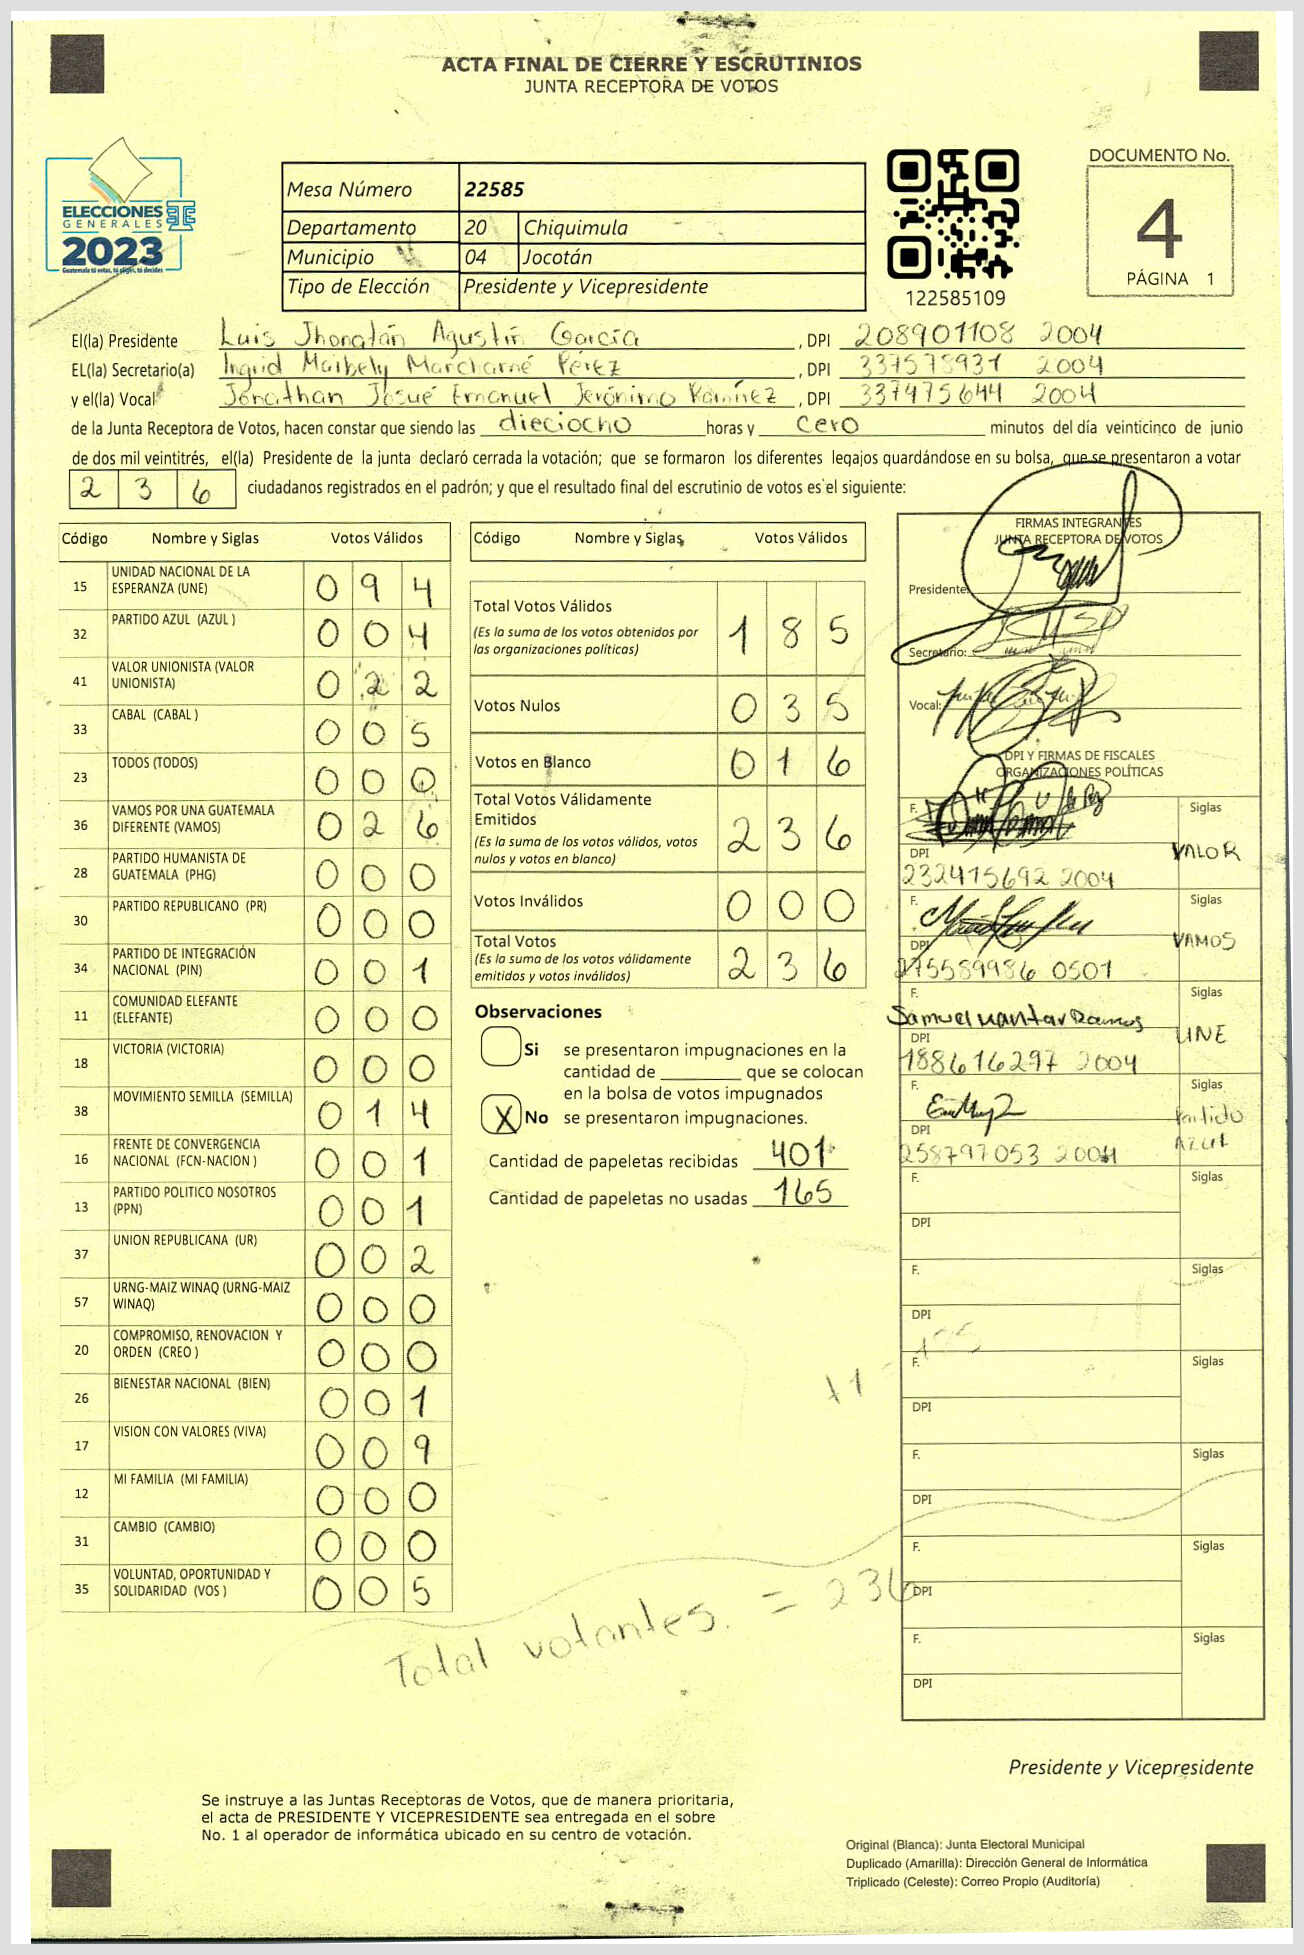 ACTA FINAL DE CIERRE Y ESCRUTINIOS
JUNTA RECEPTORA DE VOTOS
ELECCIONES
GENERALES
2023
Guatemala tú votas, tú eliges, tú decides
Mesa Número 22585
Departamento 20 Chiquimula
Municipio 04 Jocotán
Tipo de Elección Presidente y Vicepresidente
122585109
DOCUMENTO No.
4
PÁGINA 1
El(la) Presidente Luis Jhonatán Agustín García, DPI 208901108 2004
EL(la) Secretario(a) Ingrid Maibely Marchamé Pérez, DPI 337578931 2004
y el(la) Vocal Jonathan Josué Emanuel Jerónimo Ramírez, DPI 337475644 2004
de la Junta Receptora de Votos, hacen constar que siendo las dieciocho horas y cero minutos del día veinticinco de junio
de dos mil veintitrés, el(la) Presidente de la junta declaró cerrada la votación; que se formaron los diferentes legajos guardándose en su bolsa, que se presentaron a votar
2 3 6 ciudadanos registrados en el padrón; y que el resultado final del escrutinio de votos es el siguiente:
Código Nombre y Siglas Votos Válidos
15 UNIDAD NACIONAL DE LA ESPERANZA (UNE) 0 9 4
32 PARTIDO AZUL (AZUL ) 0 0 4
41 VALOR UNIONISTA (VALOR UNIONISTA) 0 2 2
33 CABAL (CABAL ) 0 0 5
23 TODOS (TODOS) 0 0 0
36 VAMOS POR UNA GUATEMALA DIFERENTE (VAMOS) 0 2 6
28 PARTIDO HUMANISTA DE GUATEMALA (PHG) 0 0 0
30 PARTIDO REPUBLICANO (PR) 0 0 0
34 PARTIDO DE INTEGRACIÓN NACIONAL (PIN) 0 0 1
11 COMUNIDAD ELEFANTE (ELEFANTE) 0 0 0
18 VICTORIA (VICTORIA) 0 0 0
38 MOVIMIENTO SEMILLA (SEMILLA) 0 1 4
16 FRENTE DE CONVERGENCIA NACIONAL (FCN-NACION ) 0 0 1
13 PARTIDO POLITICO NOSOTROS (PPN) 0 0 1
37 UNION REPUBLICANA (UR) 0 0 2
57 URNG-MAIZ WINAQ (URNG-MAIZ WINAQ) 0 0 0
20 COMPROMISO, RENOVACION Y ORDEN (CREO ) 0 0 0
26 BIENESTAR NACIONAL (BIEN) 0 0 1
17 VISION CON VALORES (VIVA) 0 0 9
12 MI FAMILIA (MI FAMILIA) 0 0 0
31 CAMBIO (CAMBIO) 0 0 0
35 VOLUNTAD, OPORTUNIDAD Y SOLIDARIDAD (VOS ) 0 0 5
Código Nombre y Siglas Votos Válidos
Total Votos Válidos 1 8 5
(Es la suma de los votos obtenidos por
las organizaciones políticas)
Votos Nulos 0 3 5
Votos en Blanco 0 1 6
Total Votos Válidamente
Emitidos 2 3 6
(Es la suma de los votos válidos, votos
nulos y votos en blanco)
Votos Inválidos 0 0 0
Total Votos 2 3 6
(Es la suma de los votos válidamente
emitidos y votos inválidos)
Observaciones
Si se presentaron impugnaciones en la
cantidad de ________ que se colocan
en la bolsa de votos impugnados
X No se presentaron impugnaciones.
Cantidad de papeletas recibidas 401
Cantidad de papeletas no usadas 165
FIRMAS INTEGRANTES
JUNTA RECEPTORA DE VOTOS
Presidente:
Secretario:
Vocal:
DPI Y FIRMAS DE FISCALES
ORGANIZACIONES POLÍTICAS
F. Siglas
VALOR
DPI
232415692 2004
F. Siglas
VAMOS
DPI
275589986 0501
F. Siglas
Samuel Ramos
UNE
DPI
188616297 2004
F. Siglas
Partido
AZUL
DPI
258797053 2004
F. Siglas
DPI
F. Siglas
DPI
F. Siglas
DPI
F. Siglas
DPI
F. Siglas
DPI
F. Siglas
DPI
Total votantes. = 236
Presidente y Vicepresidente
Se instruye a las Juntas Receptoras de Votos, que de manera prioritaria,
el acta de PRESIDENTE Y VICEPRESIDENTE sea entregada en el sobre
No. 1 al operador de informática ubicado en su centro de votación.
Original (Blanca): Junta Electoral Municipal
Duplicado (Amarilla): Dirección General de Informática
Triplicado (Celeste): Correo Propio (Auditoría)